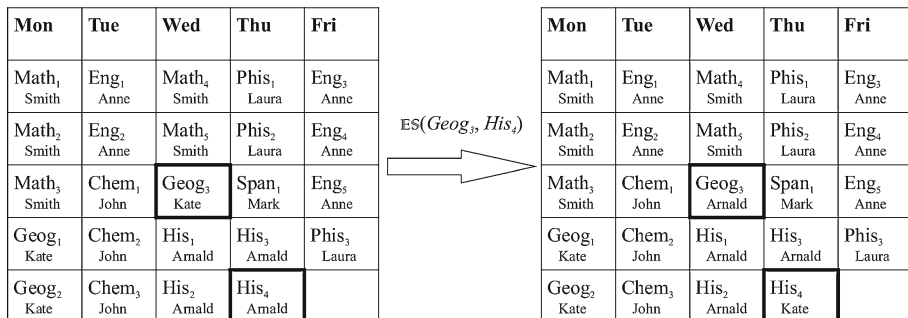 Mon Tue Wed Thu Fri
Math₁ Eng₁ Math₄ Phis₁ Eng₃
Smith Anne Smith Laura Anne
Math₂ Eng₂ Math₅ Phis₂ Eng₄
Smith Anne Smith Laura Anne
Math₃ Chem₁ Geog₃ Span₁ Eng₅
Smith John Kate Mark Anne
Geog₁ Chem₂ His₁ His₃ Phis₃
Kate John Arnald Arnald Laura
Geog₂ Chem₃ His₂ His₄
Kate John Arnald Arnald
𝔼𝕊(Geog₃, His₄)
Mon Tue Wed Thu Fri
Math₁ Eng₁ Math₄ Phis₁ Eng₃
Smith Anne Smith Laura Anne
Math₂ Eng₂ Math₅ Phis₂ Eng₄
Smith Anne Smith Laura Anne
Math₃ Chem₁ Geog₃ Span₁ Eng₅
Smith John Arnald Mark Anne
Geog₁ Chem₂ His₁ His₃ Phis₃
Kate John Arnald Arnald Laura
Geog₂ Chem₃ His₂ His₄
Kate John Arnald Kate